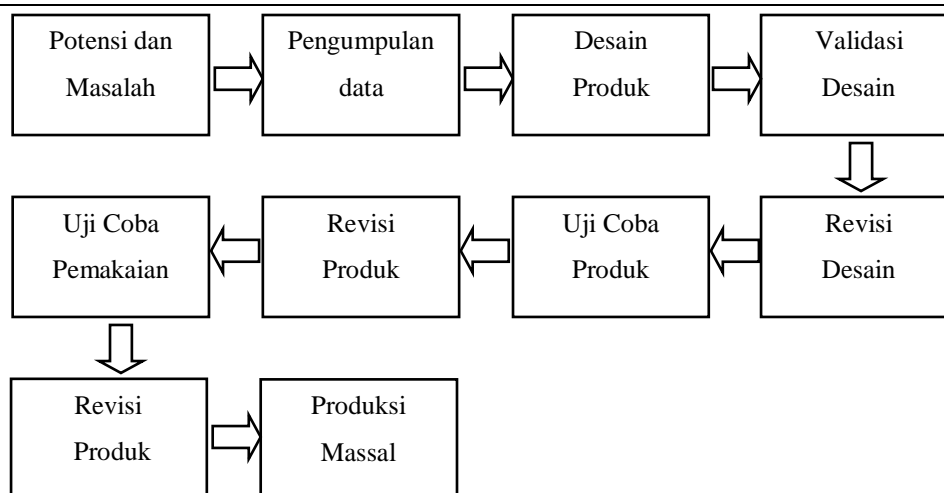 Potensi dan
Masalah
Pengumpulan
data
Desain
Produk
Validasi
Desain
Revisi
Desain
Uji Coba
Produk
Revisi
Produk
Uji Coba
Pemakaian
Revisi
Produk
Produksi
Massal